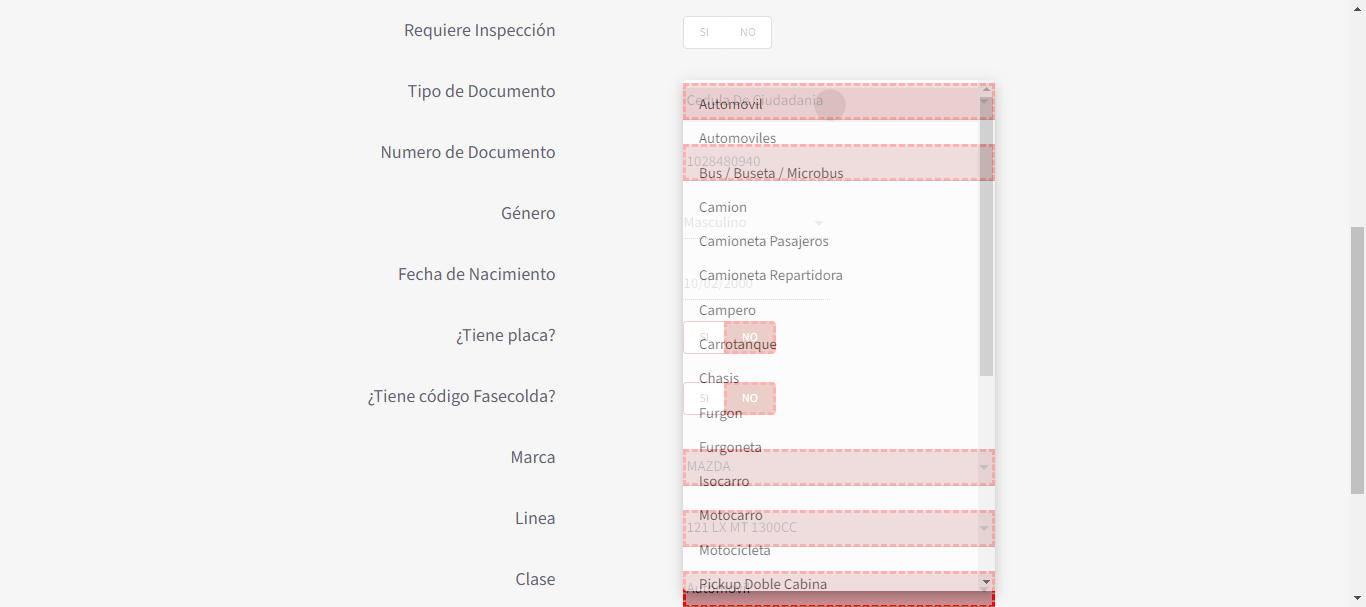 Requiere Inspección
SI NO
Tipo de Documento
Cedula De Ciudadania
Automovil
Automoviles
Numero de Documento
1028480940
Bus / Buseta / Microbus
Camion
Género
Masculino
Camioneta Pasajeros
Fecha de Nacimiento
10/02/2000
Camioneta Repartidora
Campero
¿Tiene placa?
SI NO
Carrotanque
Chasis
¿Tiene código Fasecolda?
SI NO
Furgon
Furgoneta
Marca
MAZDA
Isocarro
Motocarro
Linea
121 LX MT 1300CC
Motocicleta
Clase
Pickup Doble Cabina
Automovil